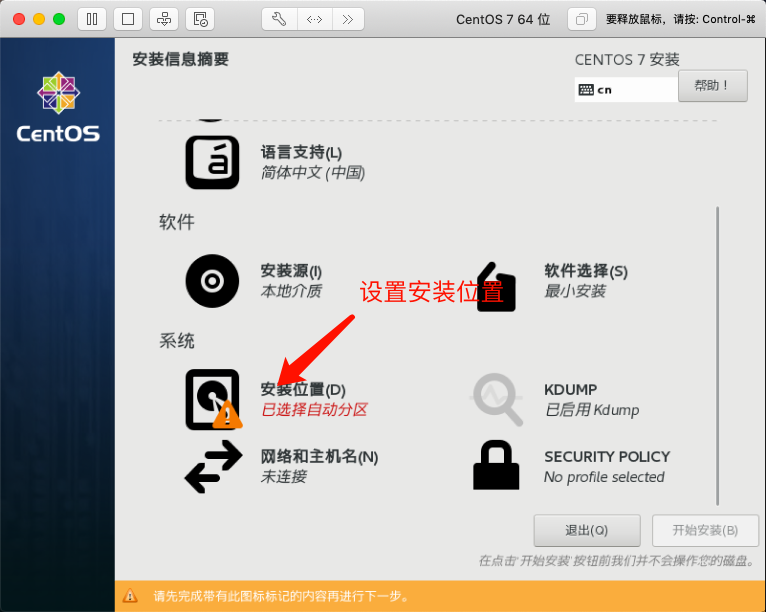 CentOS 7 64 位
要释放鼠标，请按: Control-⌘
CentOS
安装信息摘要
CENTOS 7 安装
cn
帮助！
á
语言支持(L)
简体中文 (中国)
软件
安装源(I)
本地介质
软件选择(S)
最小安装
设置安装位置
系统
安装位置(D)
已选择自动分区
KDUMP
已启用 Kdump
网络和主机名(N)
未连接
SECURITY POLICY
No profile selected
退出(Q)
开始安装(B)
在点击'开始安装'按钮前我们并不会操作您的磁盘。
请先完成带有此图标标记的内容再进行下一步。